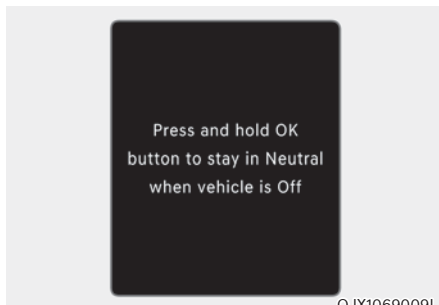 Press and hold OK
button to stay in Neutral
when vehicle is Off